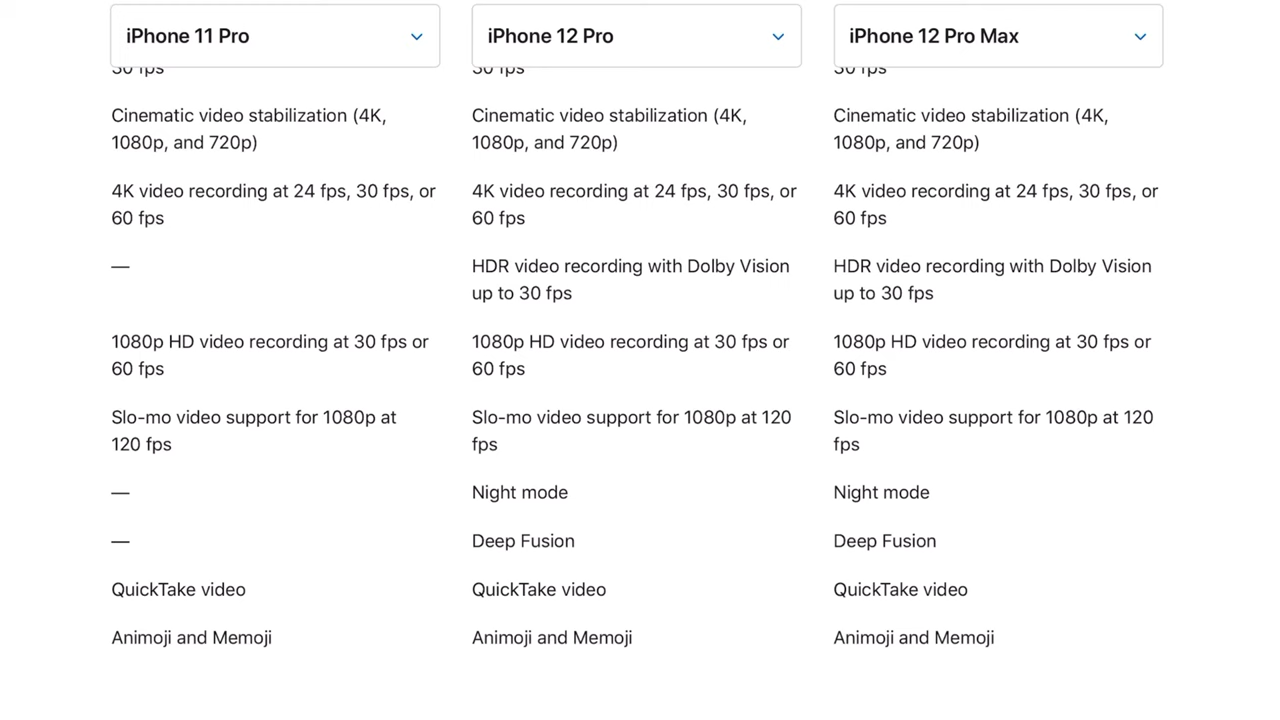 iPhone 11 Pro
iPhone 12 Pro
iPhone 12 Pro Max
30 fps
30 fps
30 fps
Cinematic video stabilization (4K,
1080p, and 720p)
Cinematic video stabilization (4K,
1080p, and 720p)
Cinematic video stabilization (4K,
1080p, and 720p)
4K video recording at 24 fps, 30 fps, or
60 fps
4K video recording at 24 fps, 30 fps, or
60 fps
4K video recording at 24 fps, 30 fps, or
60 fps
—
HDR video recording with Dolby Vision
up to 30 fps
HDR video recording with Dolby Vision
up to 30 fps
1080p HD video recording at 30 fps or
60 fps
1080p HD video recording at 30 fps or
60 fps
1080p HD video recording at 30 fps or
60 fps
Slo-mo video support for 1080p at
120 fps
Slo-mo video support for 1080p at 120
fps
Slo-mo video support for 1080p at 120
fps
—
Night mode
Night mode
—
Deep Fusion
Deep Fusion
QuickTake video
QuickTake video
QuickTake video
Animoji and Memoji
Animoji and Memoji
Animoji and Memoji